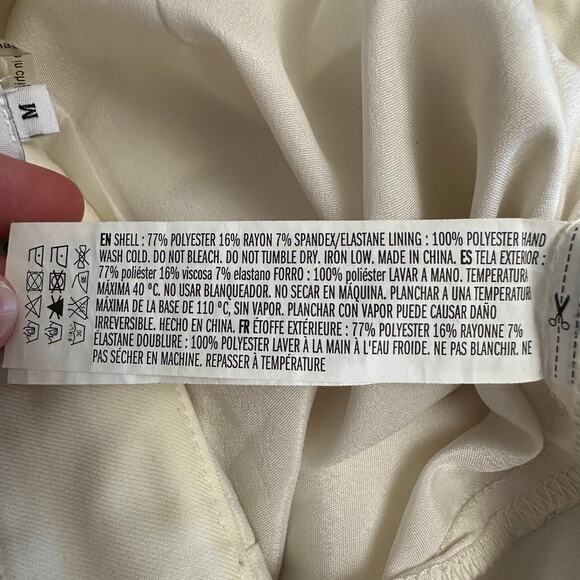 M
EN SHELL : 77% POLYESTER 16% RAYON 7% SPANDEX/ELASTANE LINING : 100% POLYESTER HAND
WASH COLD. DO NOT BLEACH. DO NOT TUMBLE DRY. IRON LOW. MADE IN CHINA. ES TELA EXTERIOR :
77% poliéster 16% viscosa 7% elastano FORRO : 100% poliéster LAVAR A MANO. TEMPERATURA
MÁXIMA 40 ºC. NO USAR BLANQUEADOR. NO SECAR EN MÁQUINA. PLANCHAR A UNA TEMPERATURA
MÁXIMA DE LA BASE DE 110 ºC, SIN VAPOR. PLANCHAR CON VAPOR PUEDE CAUSAR DAÑO
IRREVERSIBLE. HECHO EN CHINA. FR ÉTOFFE EXTÉRIEURE : 77% POLYESTER 16% RAYONNE 7%
ÉLASTANE DOUBLURE : 100% POLYESTER LAVER À LA MAIN À L'EAU FROIDE. NE PAS BLANCHIR. NE
PAS SÉCHER EN MACHINE. REPASSER À TEMPÉRATURE